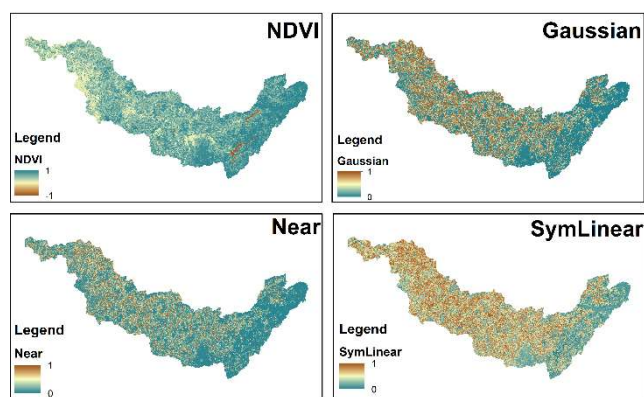 NDVI
Legend
NDVI
1
-1
Gaussian
Legend
Gaussian
1
0
Near
Legend
Near
1
0
SymLinear
Legend
SymLinear
1
0